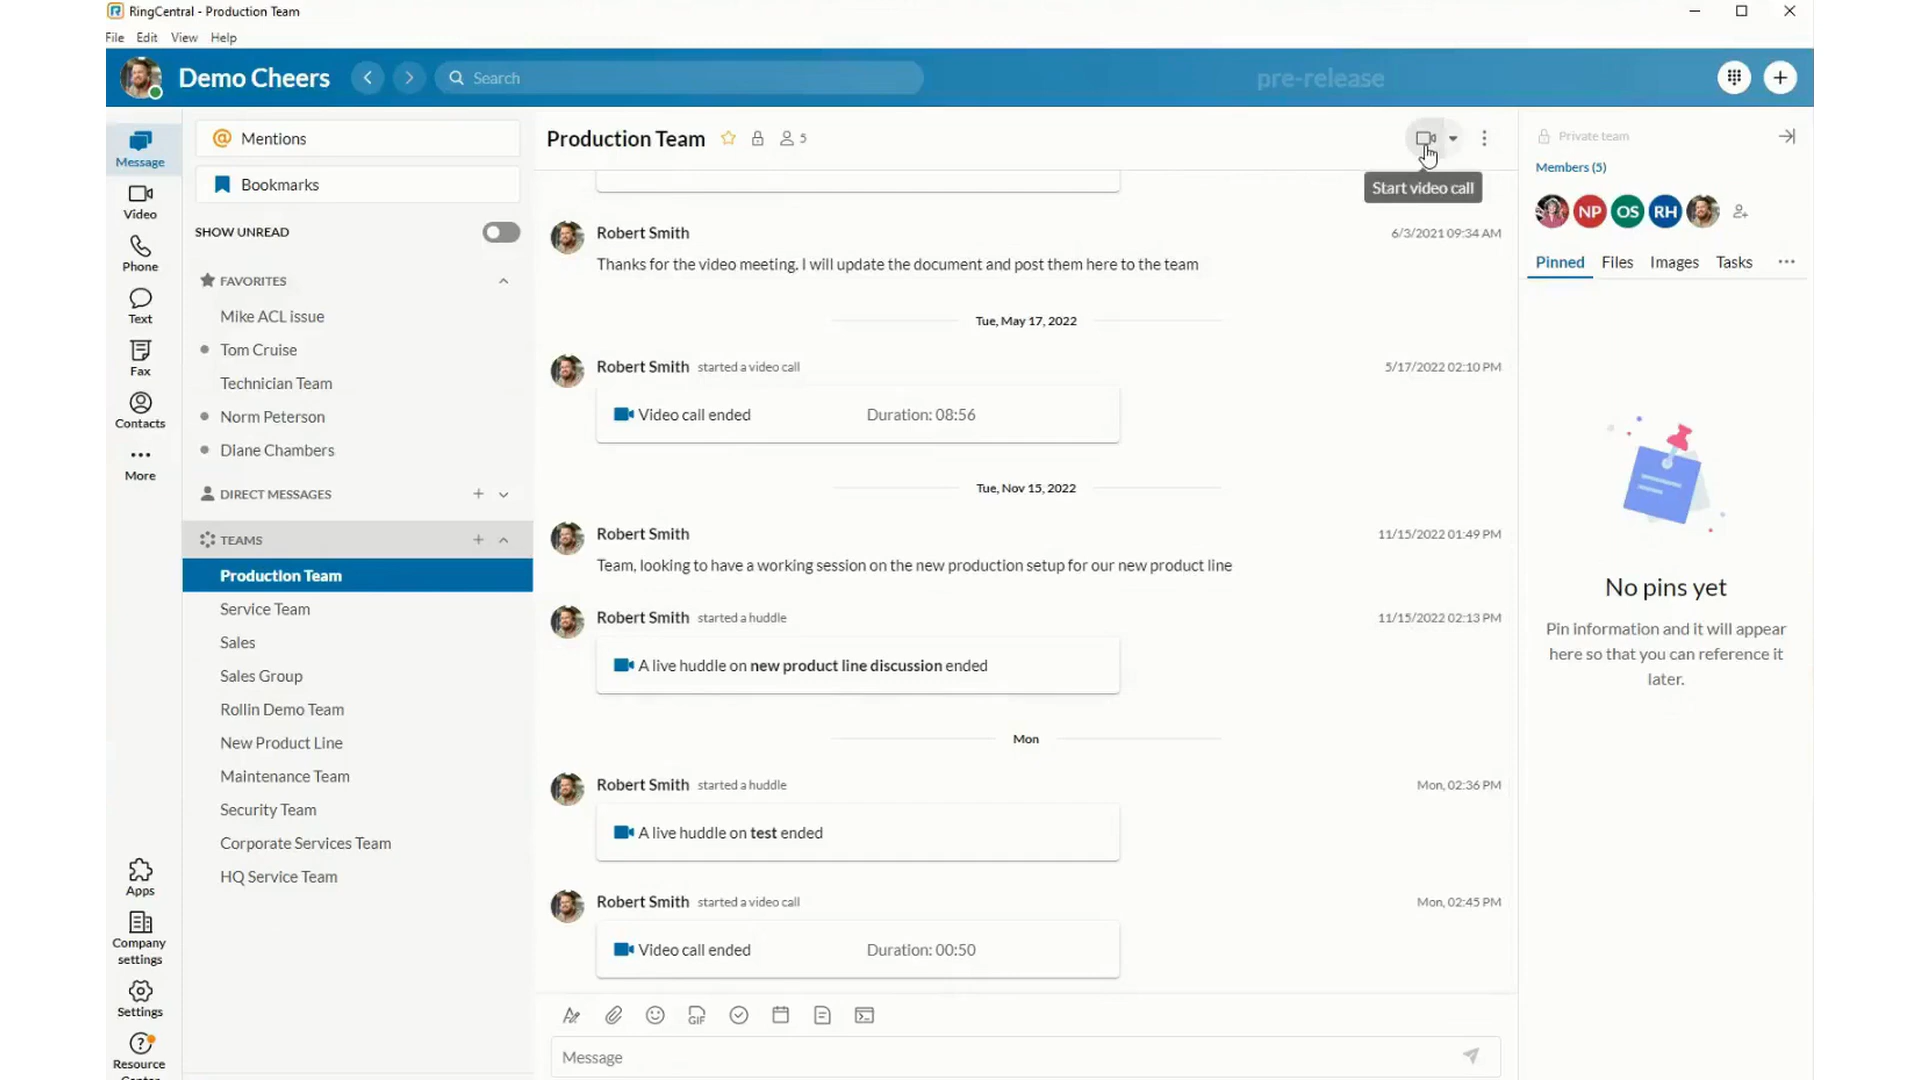 RingCentral - Production Team
File Edit View Help
Demo Cheers
Search
pre-release
Message
Video
Phone
Text
Fax
Contacts
More
Apps
Company
settings
Settings
Resource
@ Mentions
Bookmarks
SHOW UNREAD
FAVORITES
Mike ACL issue
Tom Cruise
Technician Team
Norm Peterson
Diane Chambers
DIRECT MESSAGES
TEAMS
Production Team
Service Team
Sales
Sales Group
Rollin Demo Team
New Product Line
Maintenance Team
Security Team
Corporate Services Team
HQ Service Team
Production Team 5
Start video call
Robert Smith 6/3/2021 09:34 AM
Thanks for the video meeting. I will update the document and post them here to the team
Tue, May 17, 2022
Robert Smith started a video call 5/17/2022 02:10 PM
Video call ended Duration: 08:56
Tue, Nov 15, 2022
Robert Smith 11/15/2022 01:49 PM
Team, looking to have a working session on the new production setup for our new product line
Robert Smith started a huddle 11/15/2022 02:13 PM
A live huddle on new product line discussion ended
Mon
Robert Smith started a huddle Mon, 02:36 PM
A live huddle on test ended
Robert Smith started a video call Mon, 02:45 PM
Video call ended Duration: 00:50
GIF
Message
Private team
Members (5)
NP OS RH
Pinned Files Images Tasks
No pins yet
Pin information and it will appear
here so that you can reference it
later.